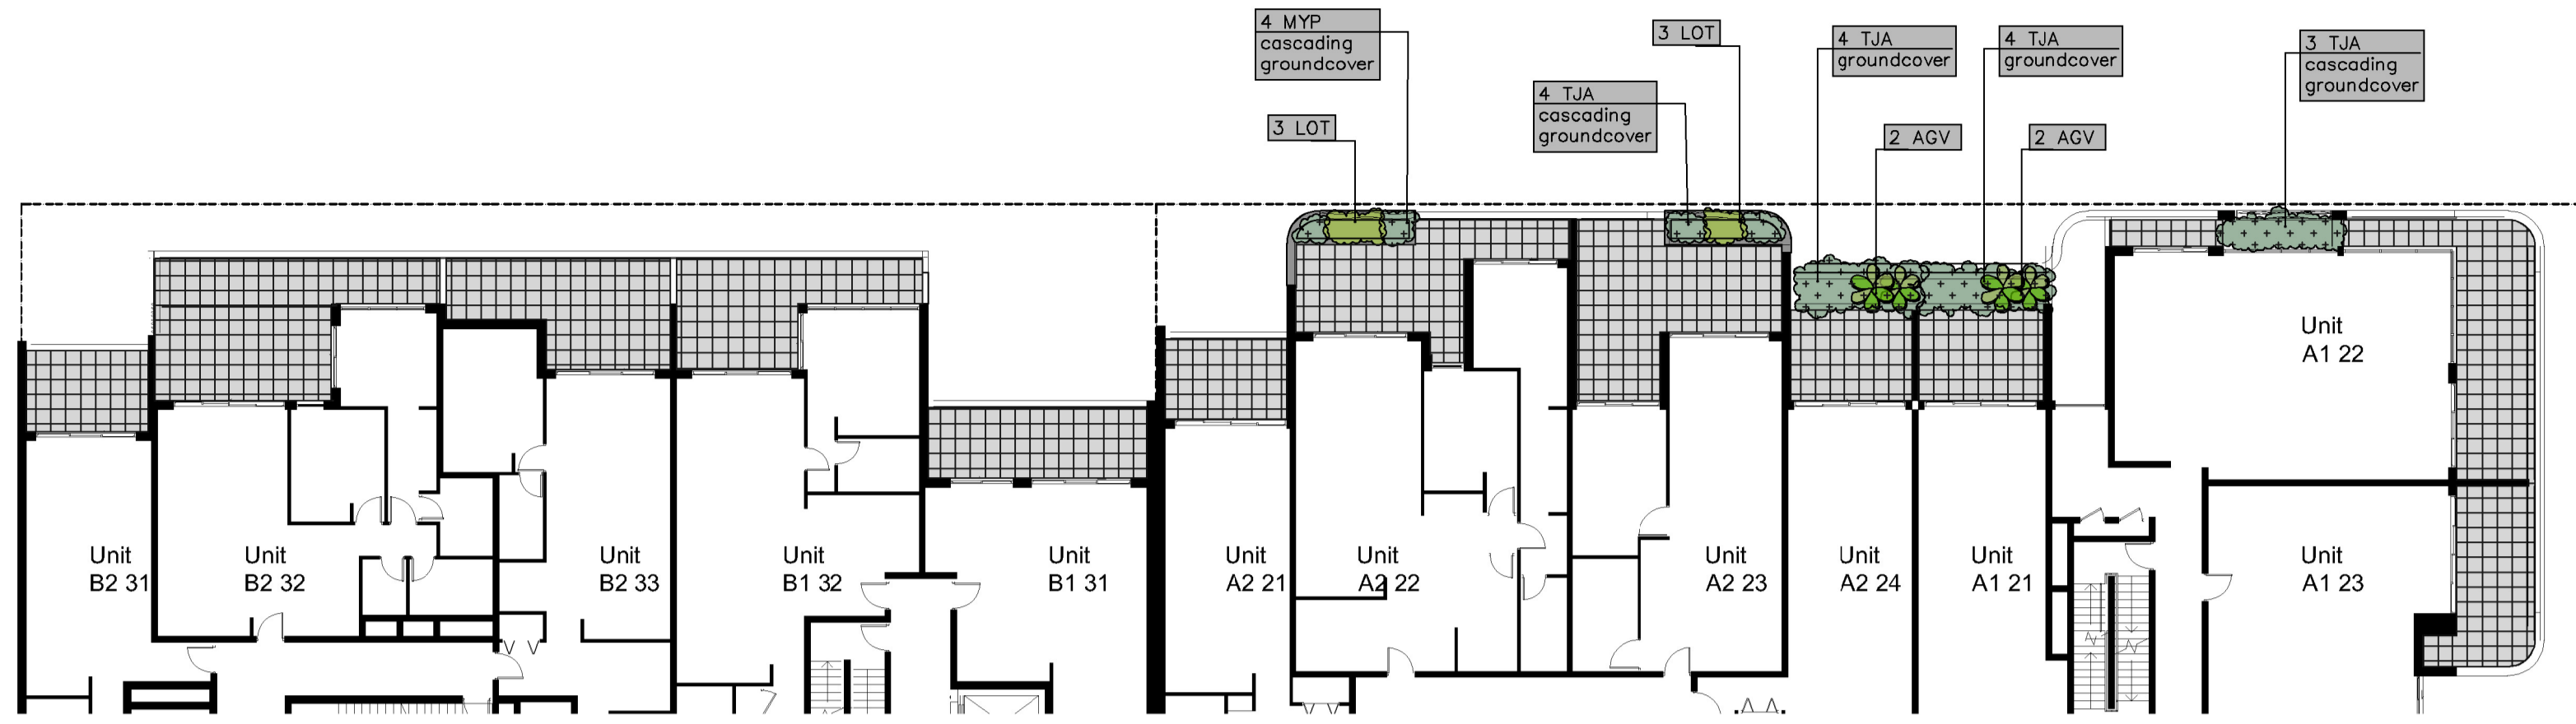 4 MYP
cascading
groundcover
3 LOT
4 TJA
cascading
groundcover
3 LOT
4 TJA
groundcover
2 AGV
4 TJA
groundcover
2 AGV
3 TJA
cascading
groundcover
Unit
A1 22
Unit
B2 31
Unit
B2 32
Unit
B2 33
Unit
B1 32
Unit
B1 31
Unit
A2 21
Unit
A2 22
Unit
A2 23
Unit
A2 24
Unit
A1 21
Unit
A1 23